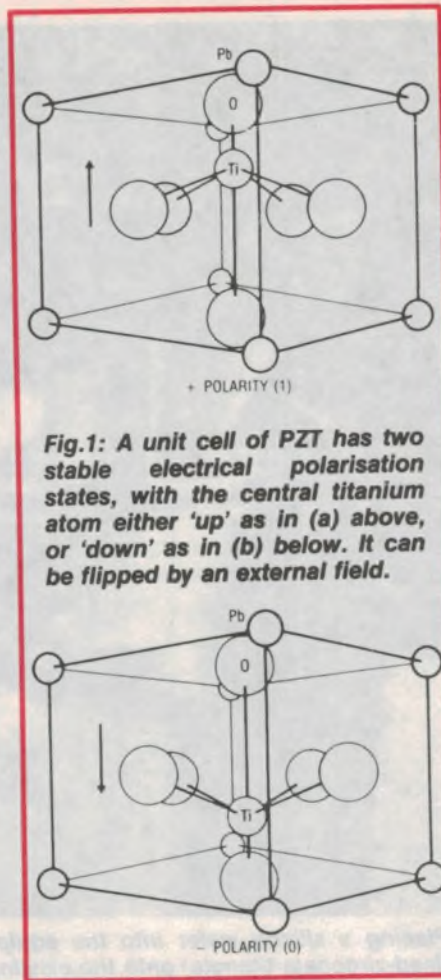 Pb
O
Ti
+ POLARITY (1)
Fig.1: A unit cell of PZT has two
stable electrical polarisation
states, with the central titanium
atom either 'up' as in (a) above,
or 'down' as in (b) below. It can
be flipped by an external field.
Pb
O
Ti
− POLARITY (0)